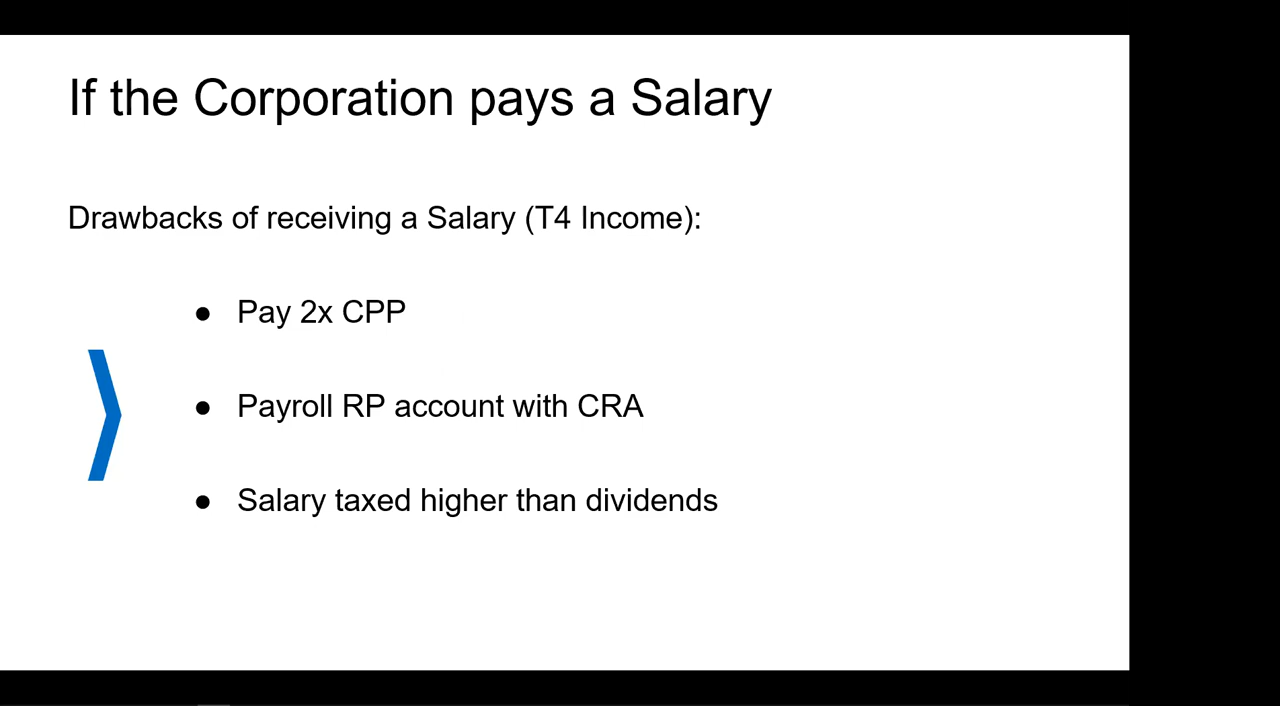 If the Corporation pays a Salary
Drawbacks of receiving a Salary (T4 Income):
● Pay 2x CPP
● Payroll RP account with CRA
● Salary taxed higher than dividends